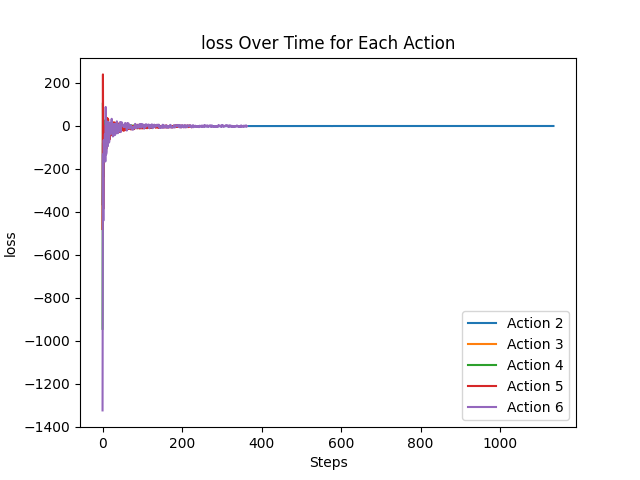 loss Over Time for Each Action
200
0
−200
−400
−600
−800
−1000
−1200
−1400
loss
0
200
400
600
800
1000
Steps
Action 2
Action 3
Action 4
Action 5
Action 6